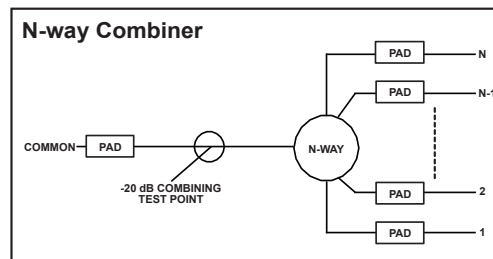 N-way Combiner
PAD N
PAD N-1
COMMON PAD
N-WAY
-20 dB COMBINING
TEST POINT
PAD 2
PAD 1